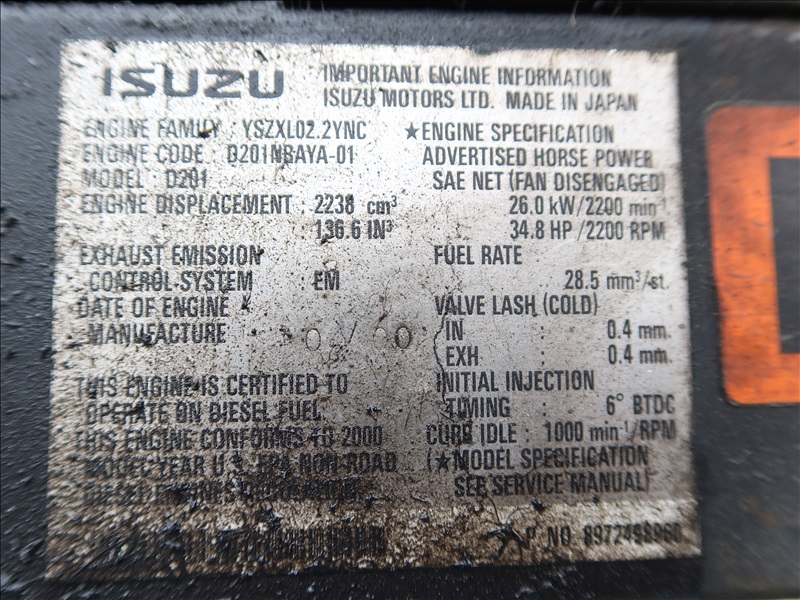 ISUZU
IMPORTANT ENGINE INFORMATION
ISUZU MOTORS LTD. MADE IN JAPAN
ENGINE FAMILY : YSZXL02.2YNC
ENGINE CODE : D201NBAYA-01
MODEL : D201
ENGINE DISPLACEMENT : 2238 cm³
136.6 IN³
EXHAUST EMISSION
CONTROL-SYSTEM : EM
DATE OF ENGINE
MANUFACTURE
THIS ENGINE IS CERTIFIED TO
OPERATE ON DIESEL FUEL.
THIS ENGINE CONFORMS TO 2000
MODEL YEAR U.S. EPA NON-ROAD
DIESEL ENGINES REGULATION.
★ENGINE SPECIFICATION
ADVERTISED HORSE POWER
SAE NET (FAN DISENGAGED)
26.0 kW/2200 min⁻¹
34.8 HP/2200 RPM
FUEL RATE
28.5 mm³/st.
VALVE LASH (COLD)
IN : 0.4 mm.
EXH : 0.4 mm.
INITIAL INJECTION
TIMING : 6° BTDC
CURB IDLE : 1000 min⁻¹/RPM
(★MODEL SPECIFICATION
SEE SERVICE MANUAL)
P NO.